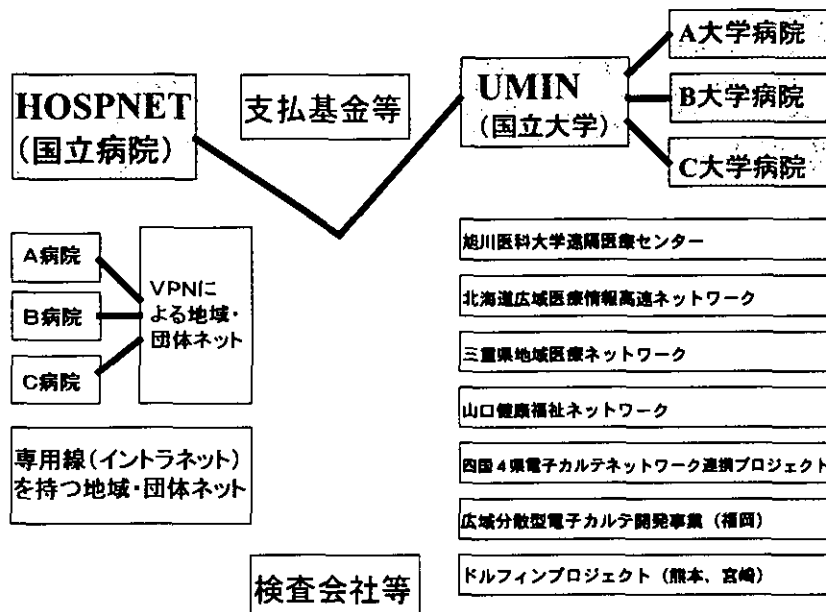 HOSPNET
(国立病院)
支払基金等
UMIN
(国立大学)
A大学病院
B大学病院
C大学病院
A病院
B病院
C病院
VPNに
よる地域・
団体ネット
専用線(イントラネット)
を持つ地域・団体ネット
検査会社等
旭川医科大学遠隔医療センター
北海道広域医療情報高速ネットワーク
三重県地域医療ネットワーク
山口健康福祉ネットワーク
四国4県電子カルテネットワーク連携プロジェクト
広域分散型電子カルテ開発事業(福岡)
ドルフィンプロジェクト(熊本、宮崎)